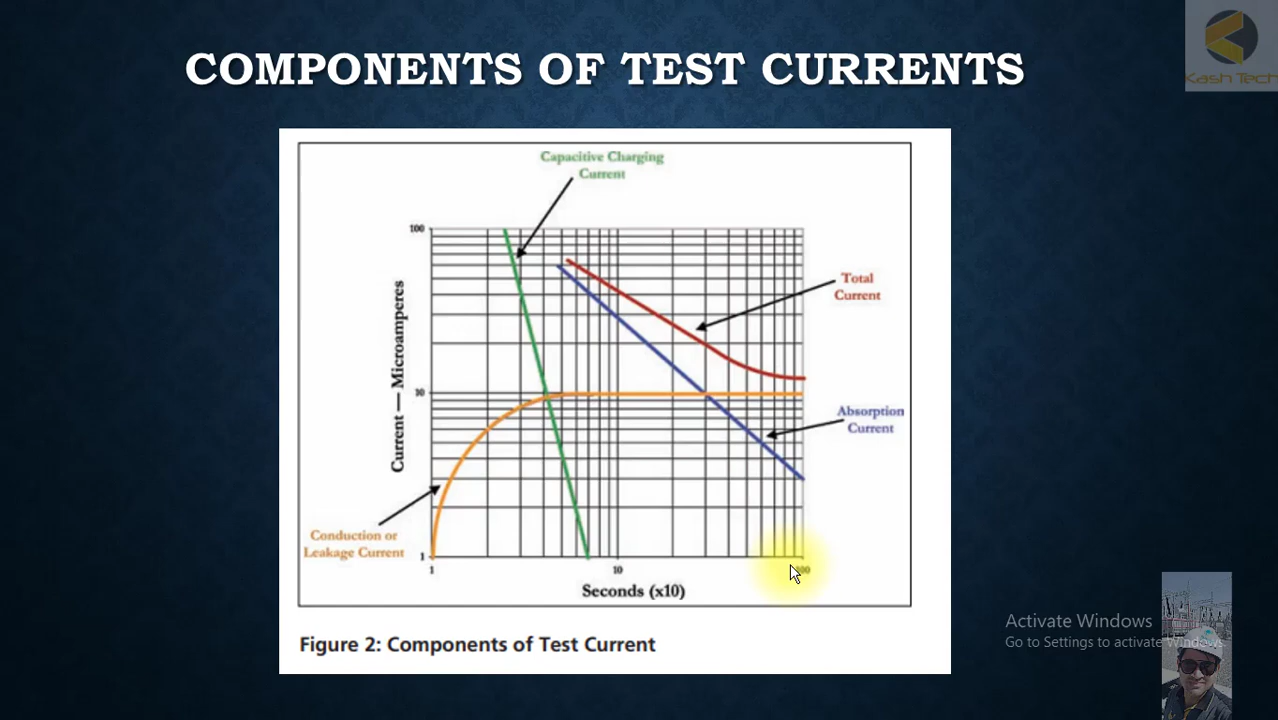 COMPONENTS OF TEST CURRENTS
Kash Tech
Capacitive Charging
Current
100
Total
Current
Current — Microamperes
10
Absorption
Current
Conduction or
Leakage Current
1
1
10
Seconds (x10)
Figure 2: Components of Test Current
Activate Windows
Go to Settings to activate Windows.